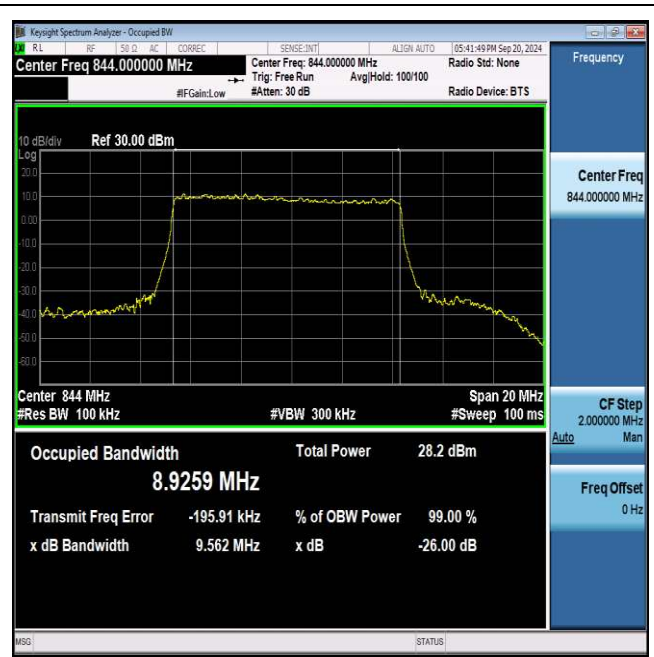 Keysight Spectrum Analyzer - Occupied BW
RL RF 50 Ω AC CORREC SENSE:INT ALIGN AUTO 05:41:49 PM Sep 20, 2024
Center Freq 844.000000 MHz
Center Freq: 844.000000 MHz
Radio Std: None
Trig: Free Run Avg|Hold: 100/100
#IFGain:Low
#Atten: 30 dB
Radio Device: BTS
10 dB/div Ref 30.00 dBm
Log
20.0
10.0
0.00
-10.0
-20.0
-30.0
-40.0
-50.0
-60.0
Center 844 MHz
Span 20 MHz
#Res BW 100 kHz
#VBW 300 kHz
#Sweep 100 ms
Occupied Bandwidth
Total Power 28.2 dBm
8.9259 MHz
Transmit Freq Error -195.91 kHz
% of OBW Power 99.00 %
x dB Bandwidth 9.562 MHz
x dB -26.00 dB
MSG
STATUS
Frequency
Center Freq
844.000000 MHz
CF Step
2.000000 MHz
Auto Man
Freq Offset
0 Hz